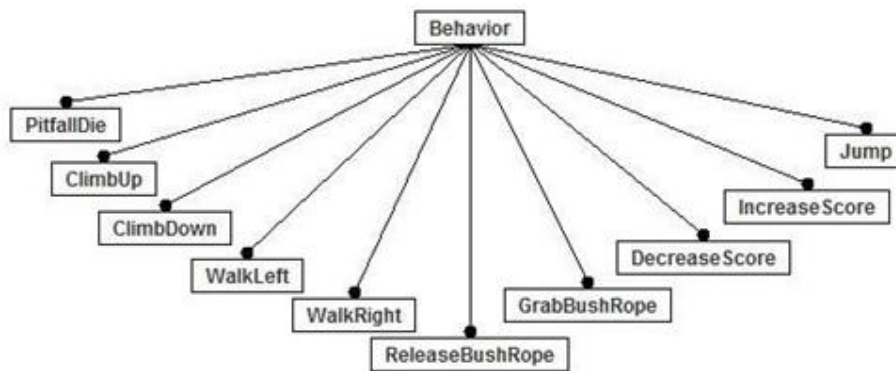 Behavior
PitfallDie
ClimbUp
ClimbDown
WalkLeft
WalkRight
ReleaseBushRope
GrabBushRope
DecreaseScore
IncreaseScore
Jump